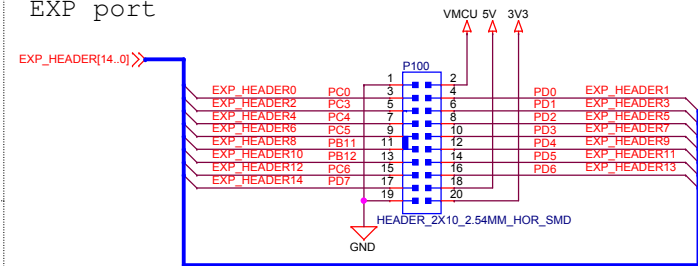 EXP port
VMCU 5V 3V3
EXP_HEADER[14..0]
P100
1 2
EXP_HEADER0 PC0 3 4 PD0 EXP_HEADER1
EXP_HEADER2 PC3 5 6 PD1 EXP_HEADER3
EXP_HEADER4 PC4 7 8 PD2 EXP_HEADER5
EXP_HEADER6 PC5 9 10 PD3 EXP_HEADER7
EXP_HEADER8 PB11 11 12 PD4 EXP_HEADER9
EXP_HEADER10 PB12 13 14 PD5 EXP_HEADER11
EXP_HEADER12 PC6 15 16 PD6 EXP_HEADER13
EXP_HEADER14 PD7 17 18
19 20
HEADER_2X10_2.54MM_HOR_SMD
GND